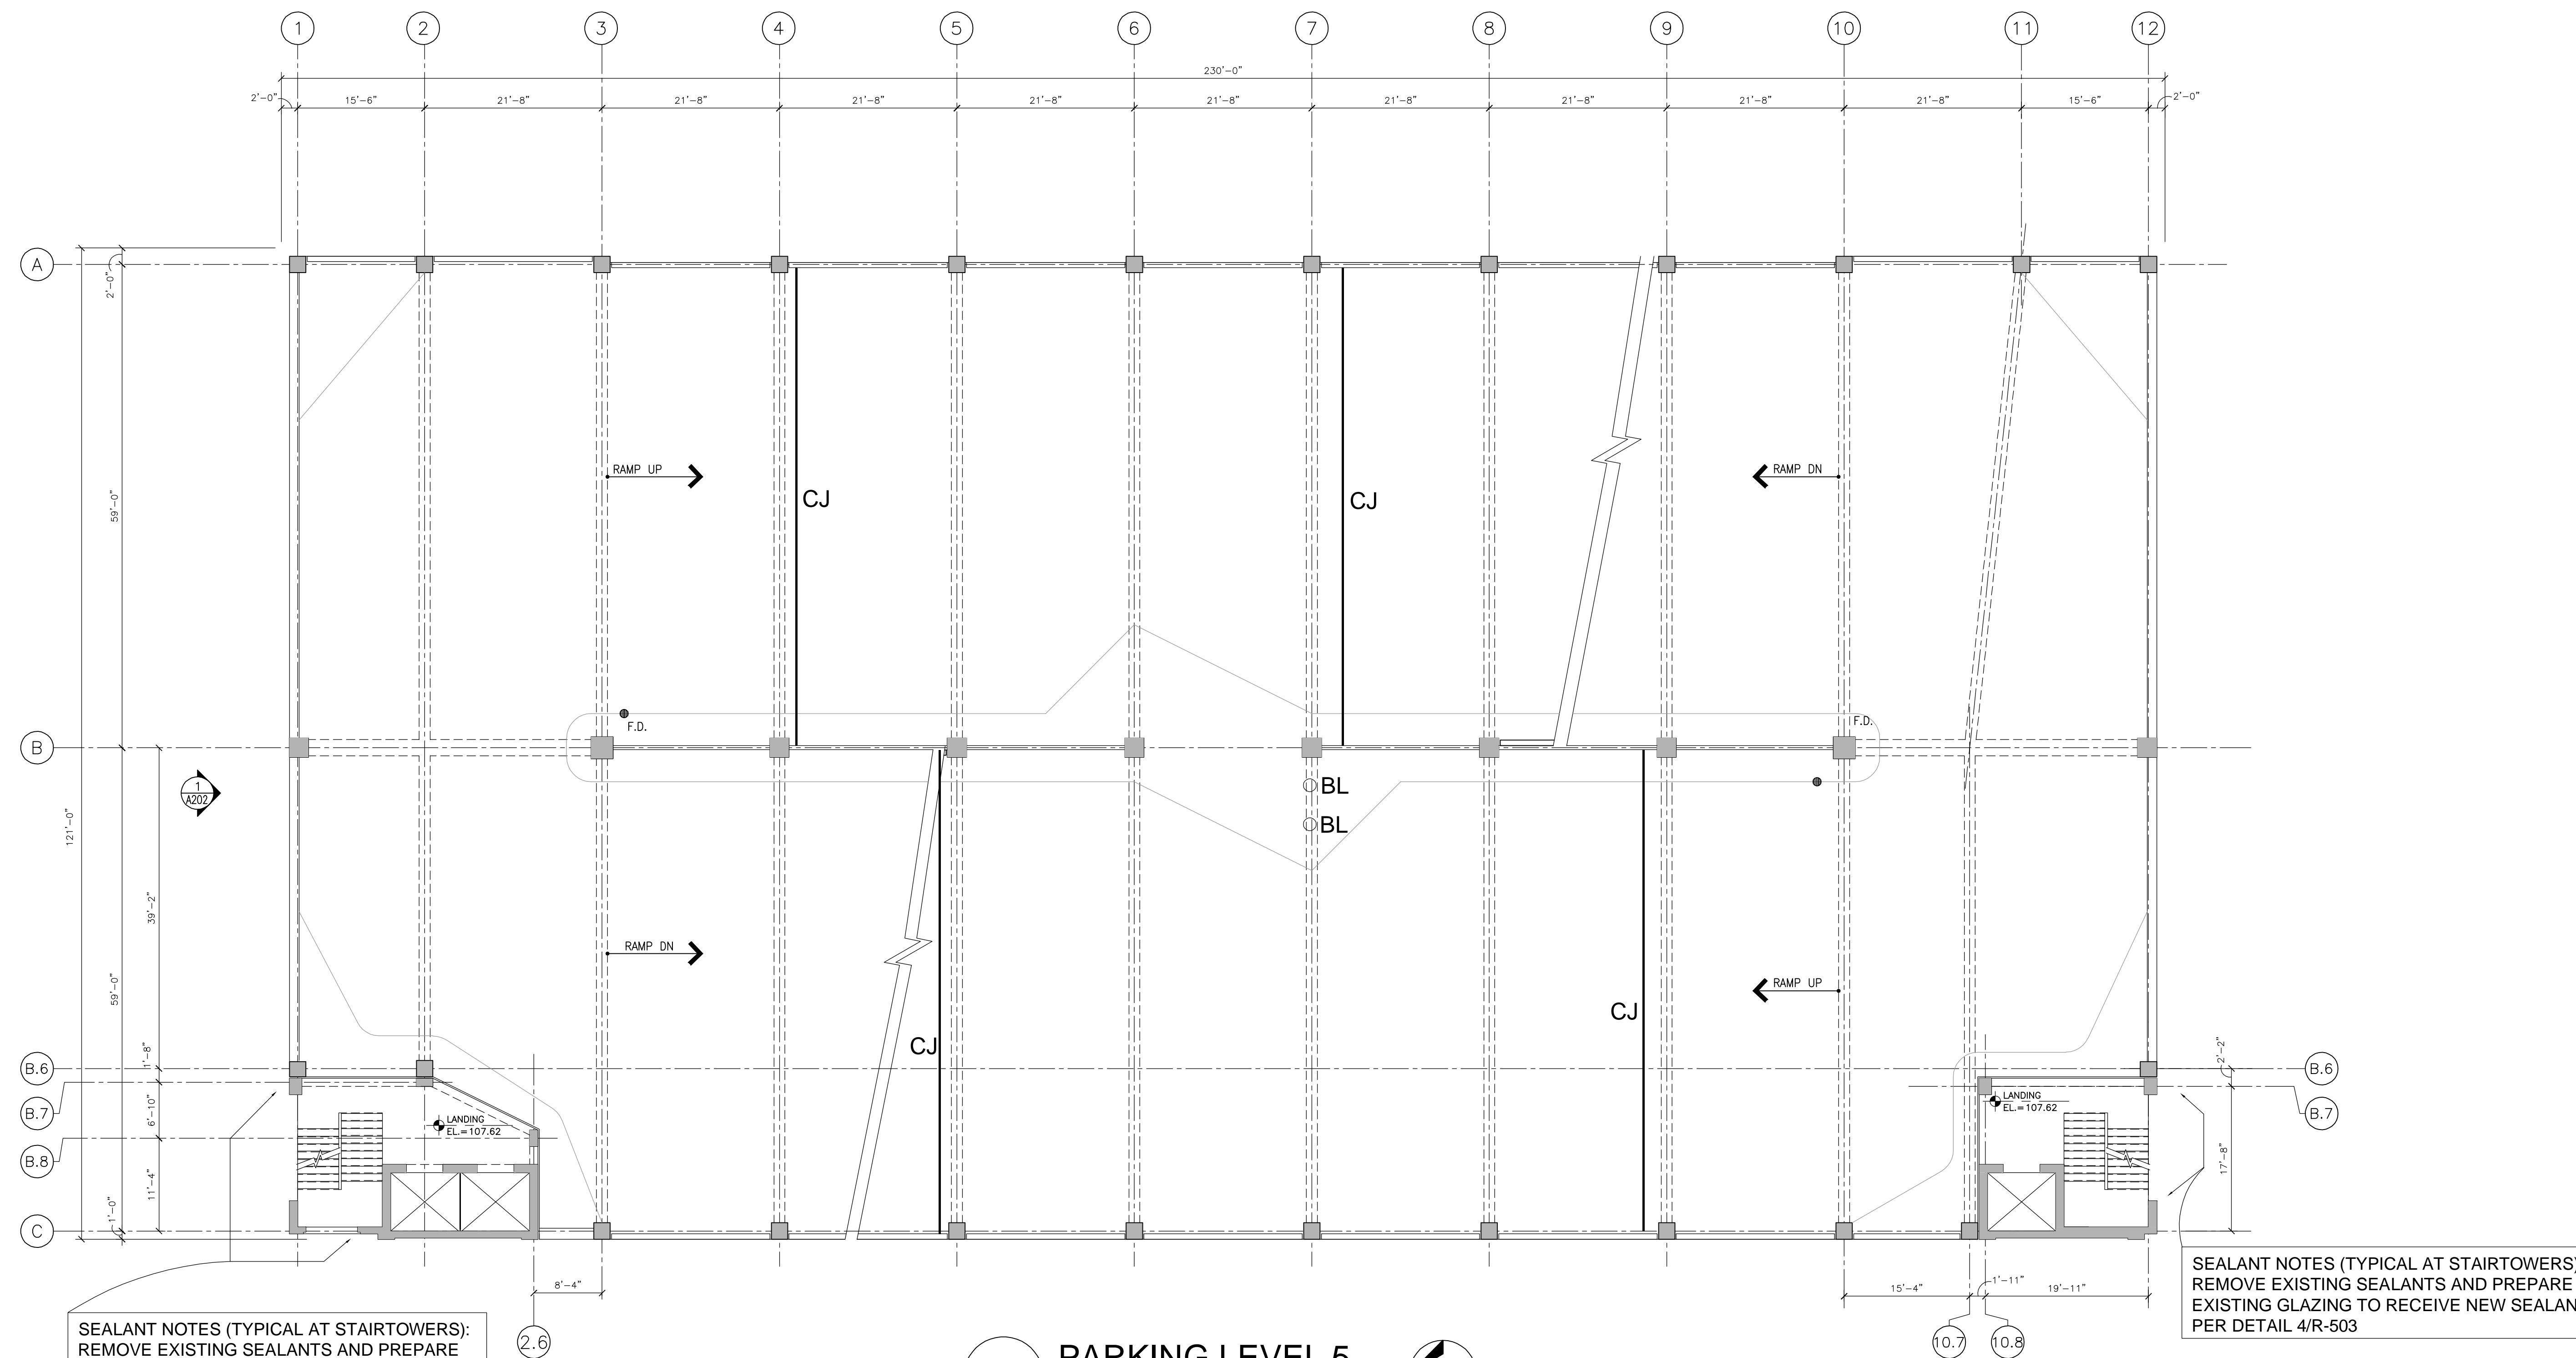 1 2 3 4 5 6 7 8 9 10 11 12
230'-0"
2'-0" 15'-6" 21'-8" 21'-8" 21'-8" 21'-8" 21'-8" 21'-8" 21'-8" 21'-8" 21'-8" 15'-6" 2'-0"
A
2'-0"
RAMP UP
RAMP DN
59'-0"
CJ
CJ
F.D.
F.D.
B
1
A202
BL
BL
121'-0"
39'-2"
RAMP DN
RAMP UP
59'-0"
CJ
CJ
1'-8"
2'-2"
B.6
B.6
B.7
B.7
6'-10"
LANDING
EL.=107.62
LANDING
EL.=107.62
B.8
11'-4"
17'-8"
1'-0"
C
8'-4"
15'-4" 1'-11" 19'-11"
2.6
10.7 10.8
SEALANT NOTES (TYPICAL AT STAIRTOWERS):
REMOVE EXISTING SEALANTS AND PREPARE
PARKING LEVEL 5
SEALANT NOTES (TYPICAL AT STAIRTOWERS)
REMOVE EXISTING SEALANTS AND PREPARE
EXISTING GLAZING TO RECEIVE NEW SEALAN
PER DETAIL 4/R-503